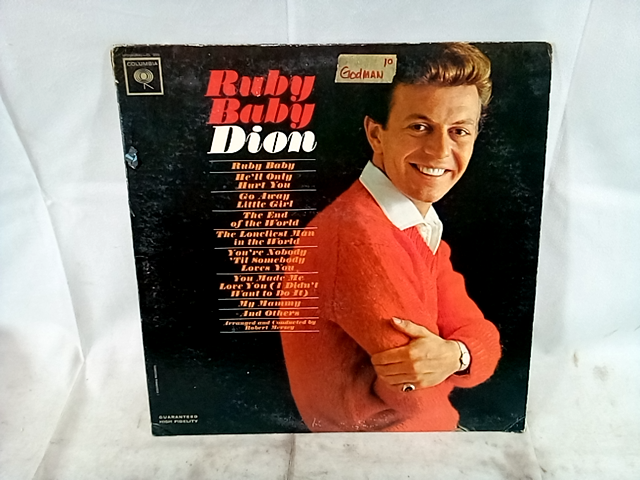 COLUMBIA
10
GODMAN
Ruby
Baby
Dion
Ruby Baby
He'll Only
Hurt You
Go Away
Little Girl
The End
of the World
The Loneliest Man
in the World
You're Nobody
'Til Somebody
Loves You
You Made Me
Love You (I Didn't
Want to Do It)
My Mammy
And Others
Arranged and Conducted by
Robert Mersey
GUARANTEED
HIGH FIDELITY